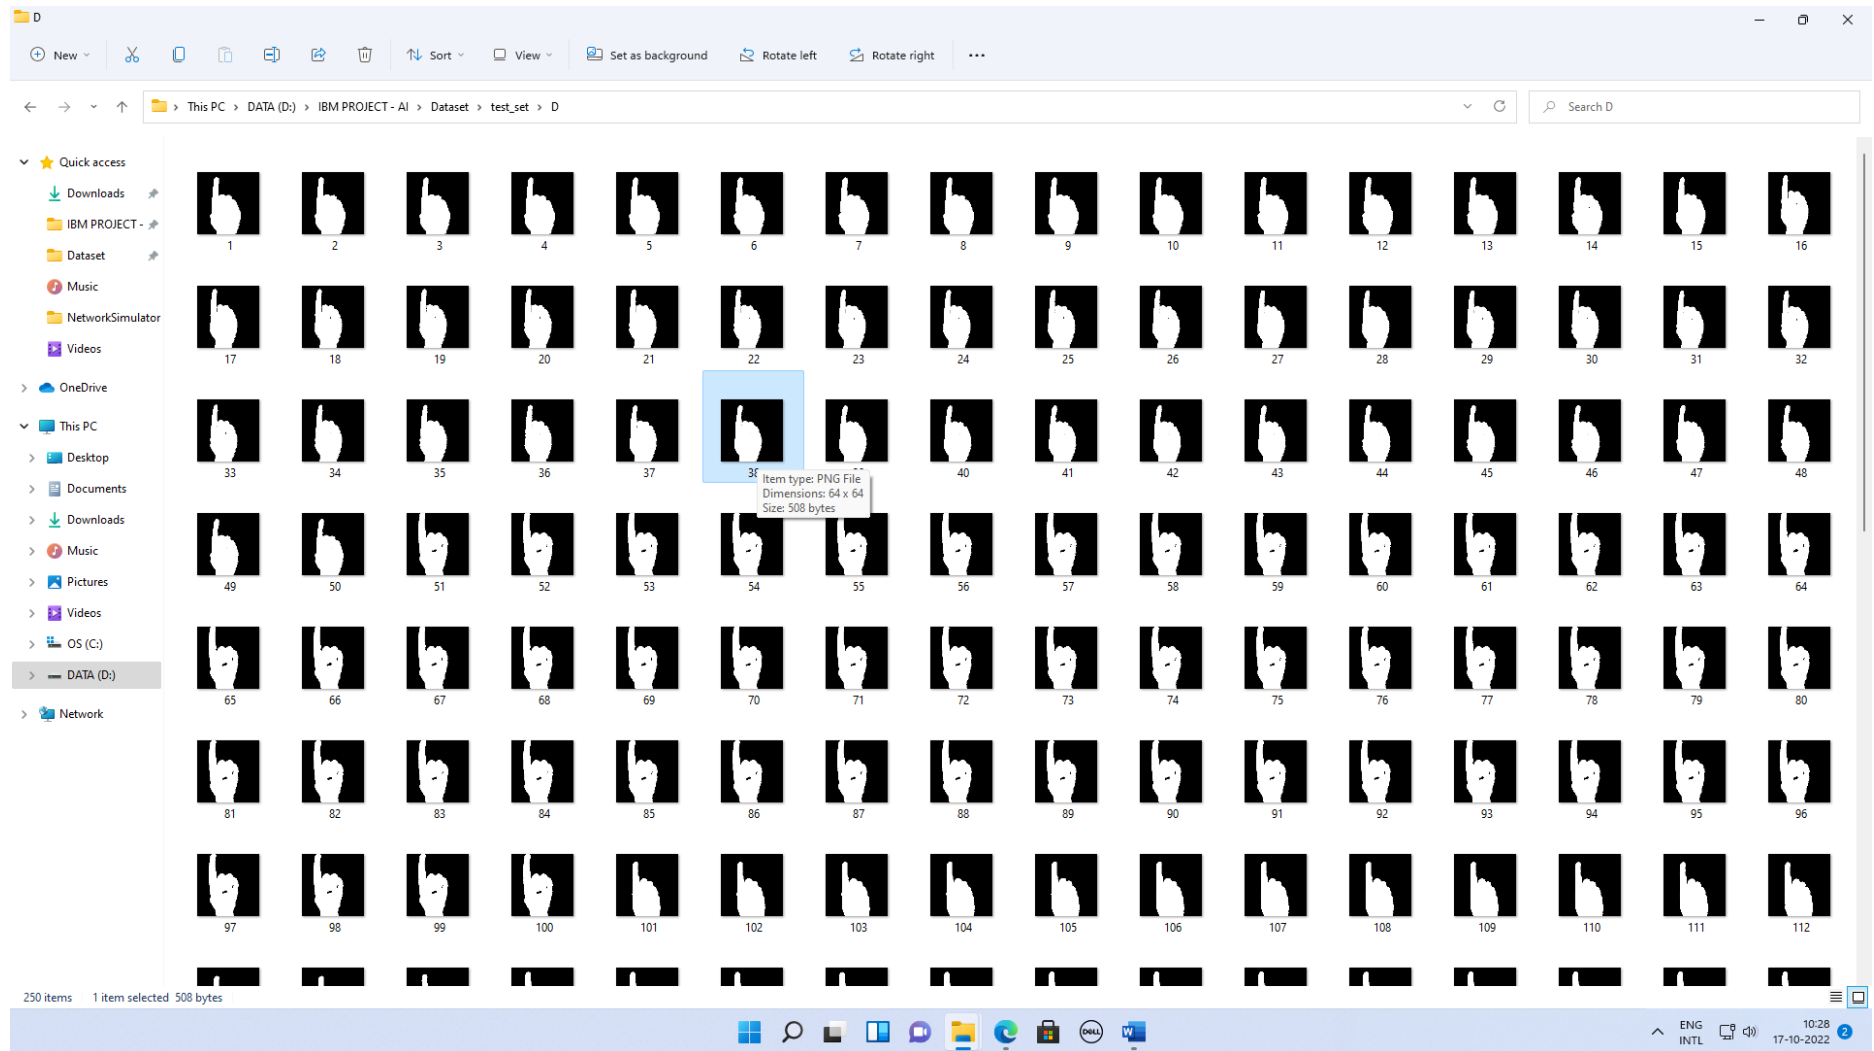 D
New
Sort
View
Set as background
Rotate left
Rotate right
This PC > DATA (D:) > IBM PROJECT - AI > Dataset > test_set > D
Search D
Quick access
Downloads
IBM PROJECT -
Dataset
Music
NetworkSimulator
Videos
OneDrive
This PC
Desktop
Documents
Downloads
Music
Pictures
Videos
OS (C:)
DATA (D:)
Network
1 2 3 4 5 6 7 8 9 10 11 12 13 14 15 16
17 18 19 20 21 22 23 24 25 26 27 28 29 30 31 32
33 34 35 36 37 38 40 41 42 43 44 45 46 47 48
Item type: PNG File
Dimensions: 64 x 64
Size: 508 bytes
49 50 51 52 53 54 55 56 57 58 59 60 61 62 63 64
65 66 67 68 69 70 71 72 73 74 75 76 77 78 79 80
81 82 83 84 85 86 87 88 89 90 91 92 93 94 95 96
97 98 99 100 101 102 103 104 105 106 107 108 109 110 111 112
250 items 1 item selected 508 bytes
DELL
ENG
INTL
10:28
17-10-2022
2